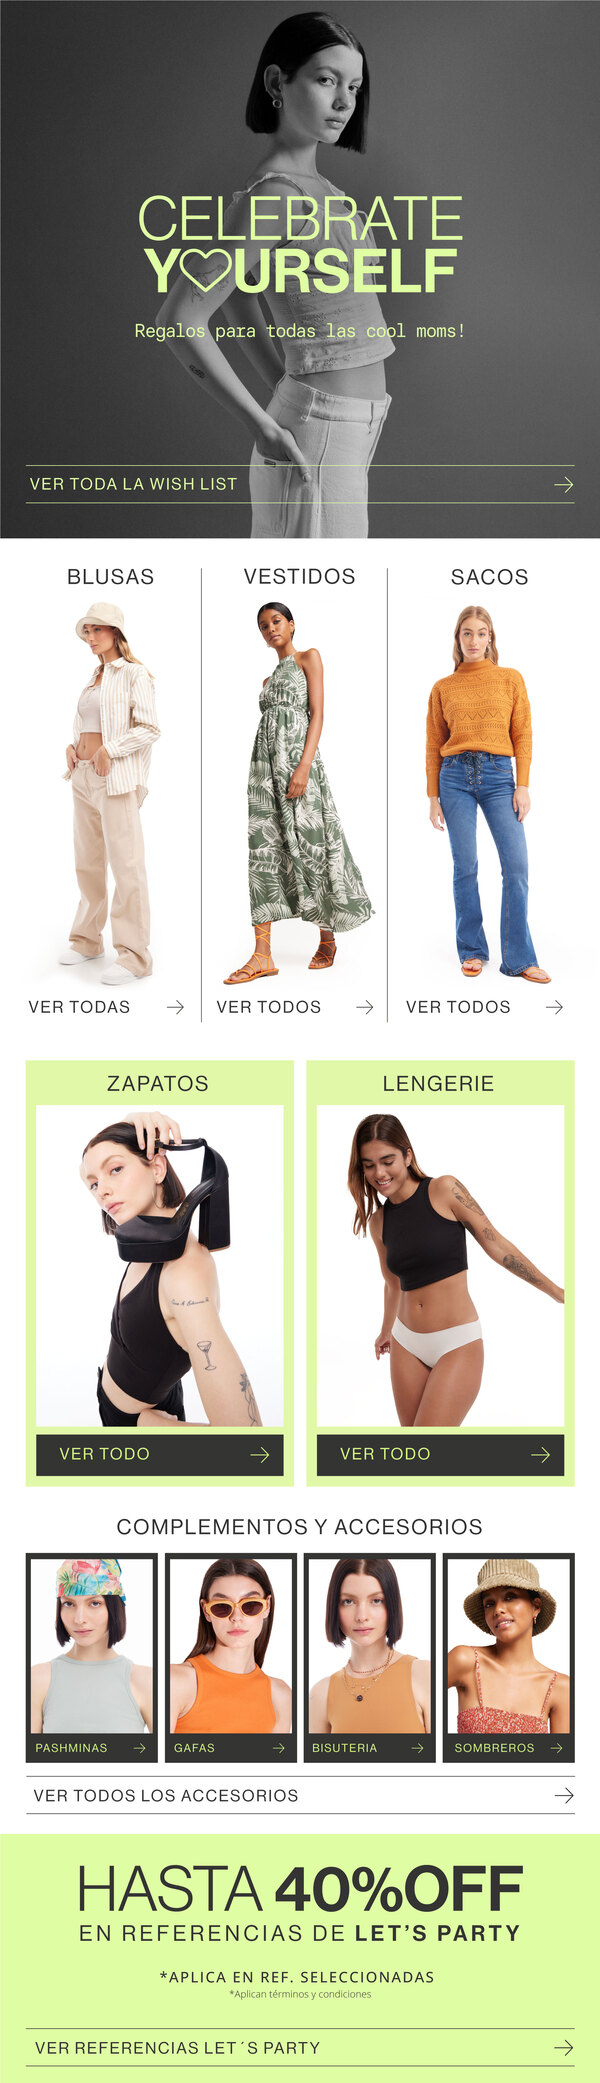 CELEBRATE
Y♡URSELF
Regalos para todas las cool moms!
VER TODA LA WISH LIST
BLUSAS
VESTIDOS
SACOS
VER TODAS
VER TODOS
VER TODOS
ZAPATOS
LENGERIE
VER TODO
VER TODO
COMPLEMENTOS Y ACCESORIOS
PASHMINAS
GAFAS
BISUTERIA
SOMBREROS
VER TODOS LOS ACCESORIOS
HASTA 40%OFF
EN REFERENCIAS DE LET'S PARTY
*APLICA EN REF. SELECCIONADAS
*Aplican términos y condiciones
VER REFERENCIAS LET´S PARTY